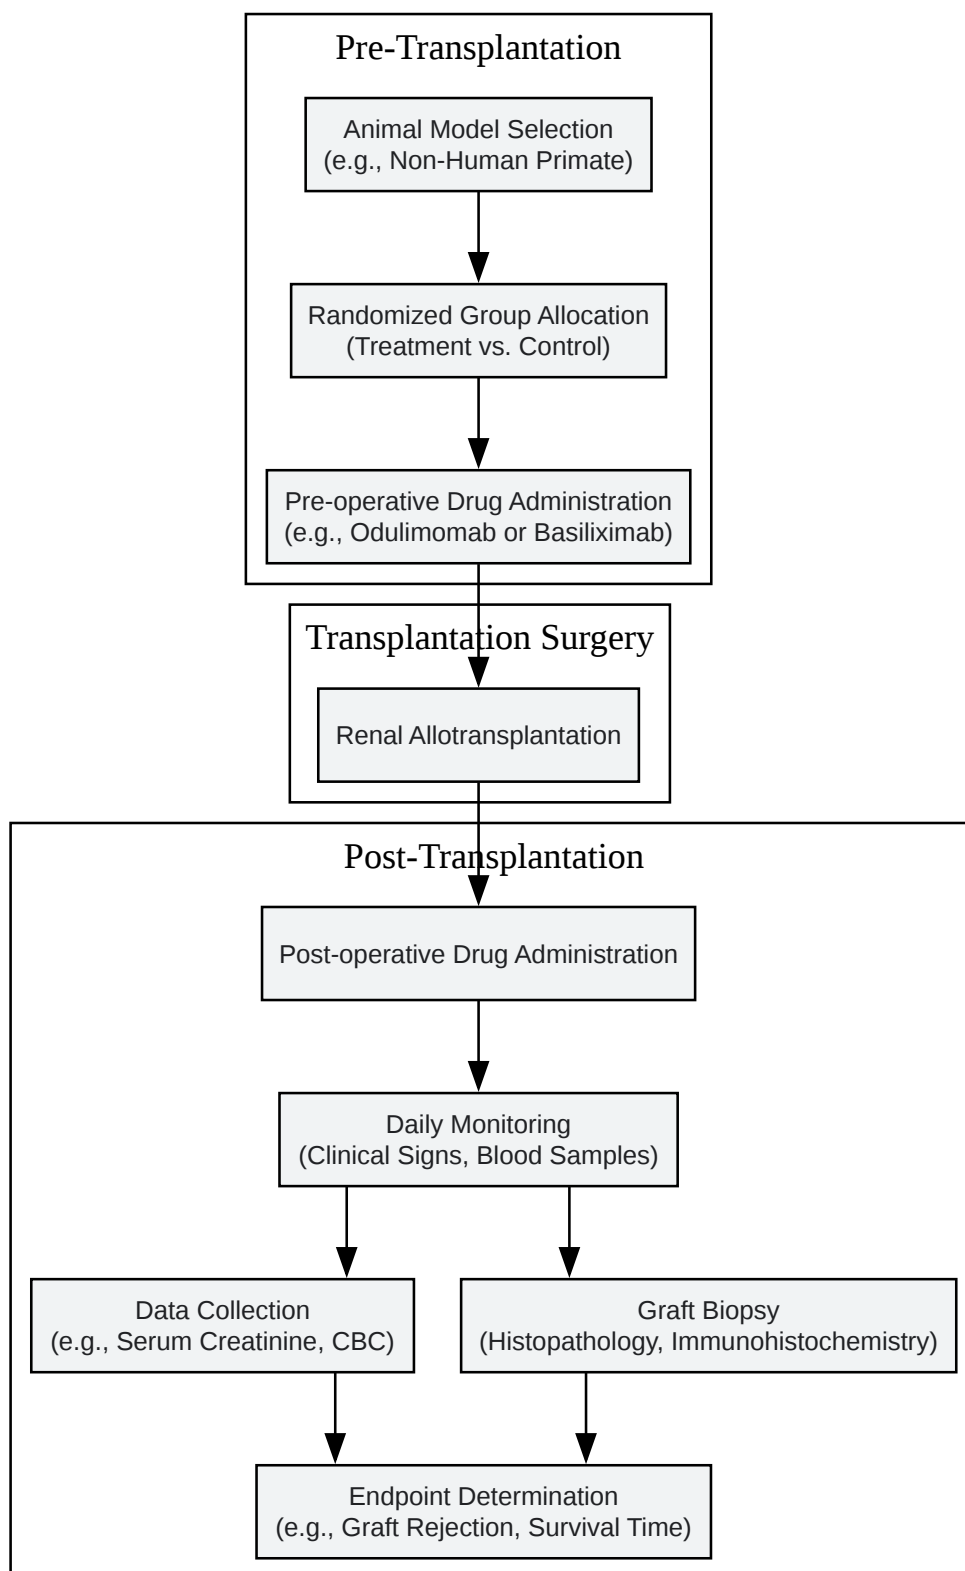 Pre-Transplantation
Animal Model Selection
(e.g., Non-Human Primate)
Randomized Group Allocation
(Treatment vs. Control)
Pre-operative Drug Administration
(e.g., Odulimomab or Basiliximab)
Transplantation Surgery
Renal Allotransplantation
Post-Transplantation
Post-operative Drug Administration
Daily Monitoring
(Clinical Signs, Blood Samples)
Data Collection
(e.g., Serum Creatinine, CBC)
Graft Biopsy
(Histopathology, Immunohistochemistry)
Endpoint Determination
(e.g., Graft Rejection, Survival Time)